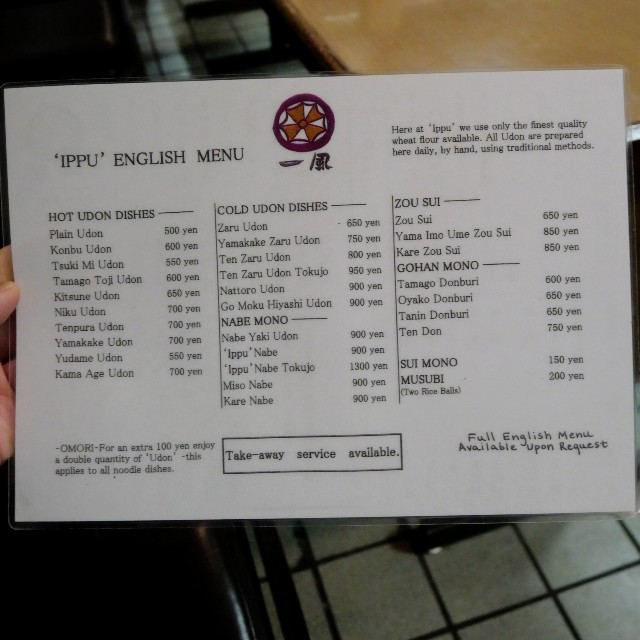 'IPPU' ENGLISH MENU
一風
Here at 'Ippu' we use only the finest quality
wheat flour available. All Udon are prepared
here daily, by hand, using traditional methods.
HOT UDON DISHES
Plain Udon 500 yen
Konbu Udon 600 yen
Tsuki Mi Udon 550 yen
Tamago Toji Udon 600 yen
Kitsune Udon 650 yen
Niku Udon 700 yen
Tenpura Udon 700 yen
Yamakake Udon 700 yen
Yudame Udon 550 yen
Kama Age Udon 700 yen
COLD UDON DISHES
Zaru Udon 650 yen
Yamakake Zaru Udon 750 yen
Ten Zaru Udon 800 yen
Ten Zaru Udon Tokujo 950 yen
Nattoro Udon 900 yen
Go Moku Hiyashi Udon 900 yen
NABE MONO
Nabe Yaki Udon 900 yen
'Ippu' Nabe 900 yen
'Ippu' Nabe Tokujo 1300 yen
Miso Nabe 900 yen
Kare Nabe 900 yen
ZOU SUI
Zou Sui 650 yen
Yama Imo Ume Zou Sui 850 yen
Kare Zou Sui 850 yen
GOHAN MONO
Tamago Donburi 600 yen
Oyako Donburi 650 yen
Tanin Donburi 650 yen
Ten Don 750 yen
SUI MONO 150 yen
MUSUBI 200 yen
(Two Rice Balls)
-OMORI-For an extra 100 yen enjoy
a double quantity of 'Udon' -this
applies to all noodle dishes.
Take-away service available.
Full English Menu
Available Upon Request